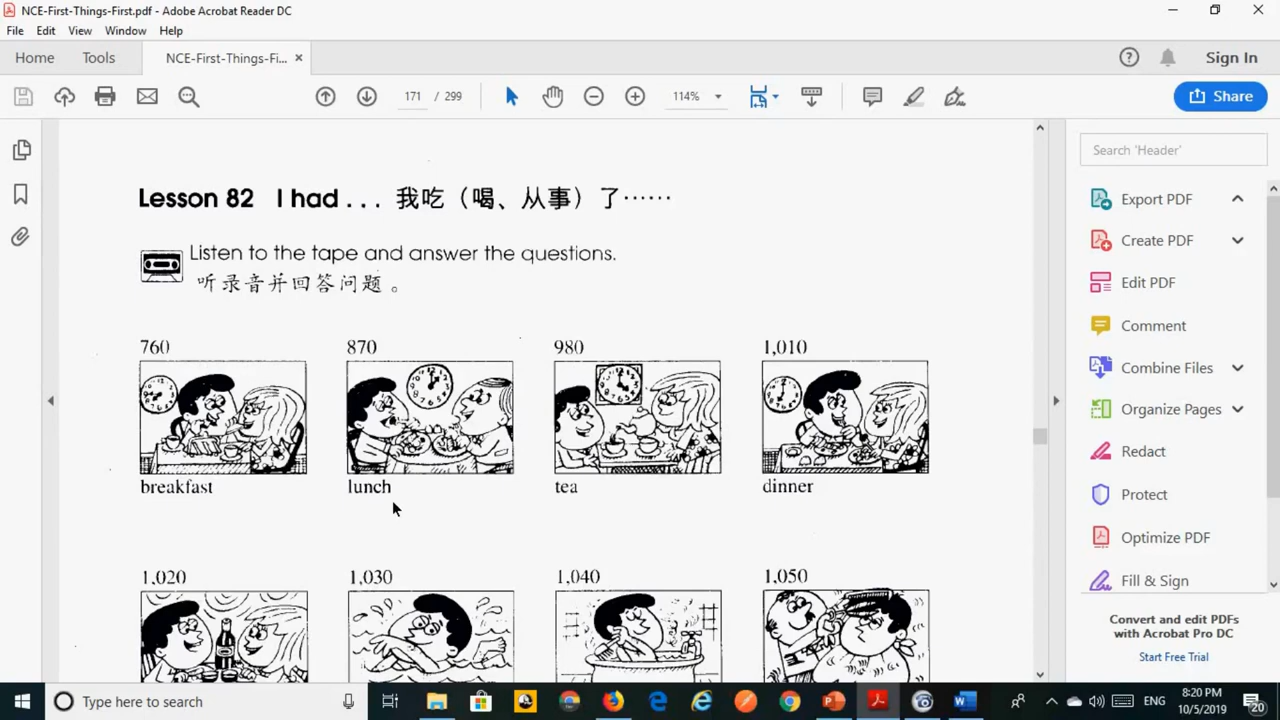 NCE-First-Things-First.pdf - Adobe Acrobat Reader DC
File Edit View Window Help
Home Tools NCE-First-Things-Fi... × Sign In
171 / 299 114% Share
Search 'Header'
Lesson 82 I had . . . 我吃（喝、从事）了……
Listen to the tape and answer the questions.
听录音并回答问题。
760 870 980 1,010
breakfast lunch tea dinner
1,020 1,030 1,040 1,050
Export PDF
Create PDF
Edit PDF
Comment
Combine Files
Organize Pages
Redact
Protect
Optimize PDF
Fill & Sign
Convert and edit PDFs
with Acrobat Pro DC
Start Free Trial
Type here to search
ENG
8:20 PM
10/5/2019
20